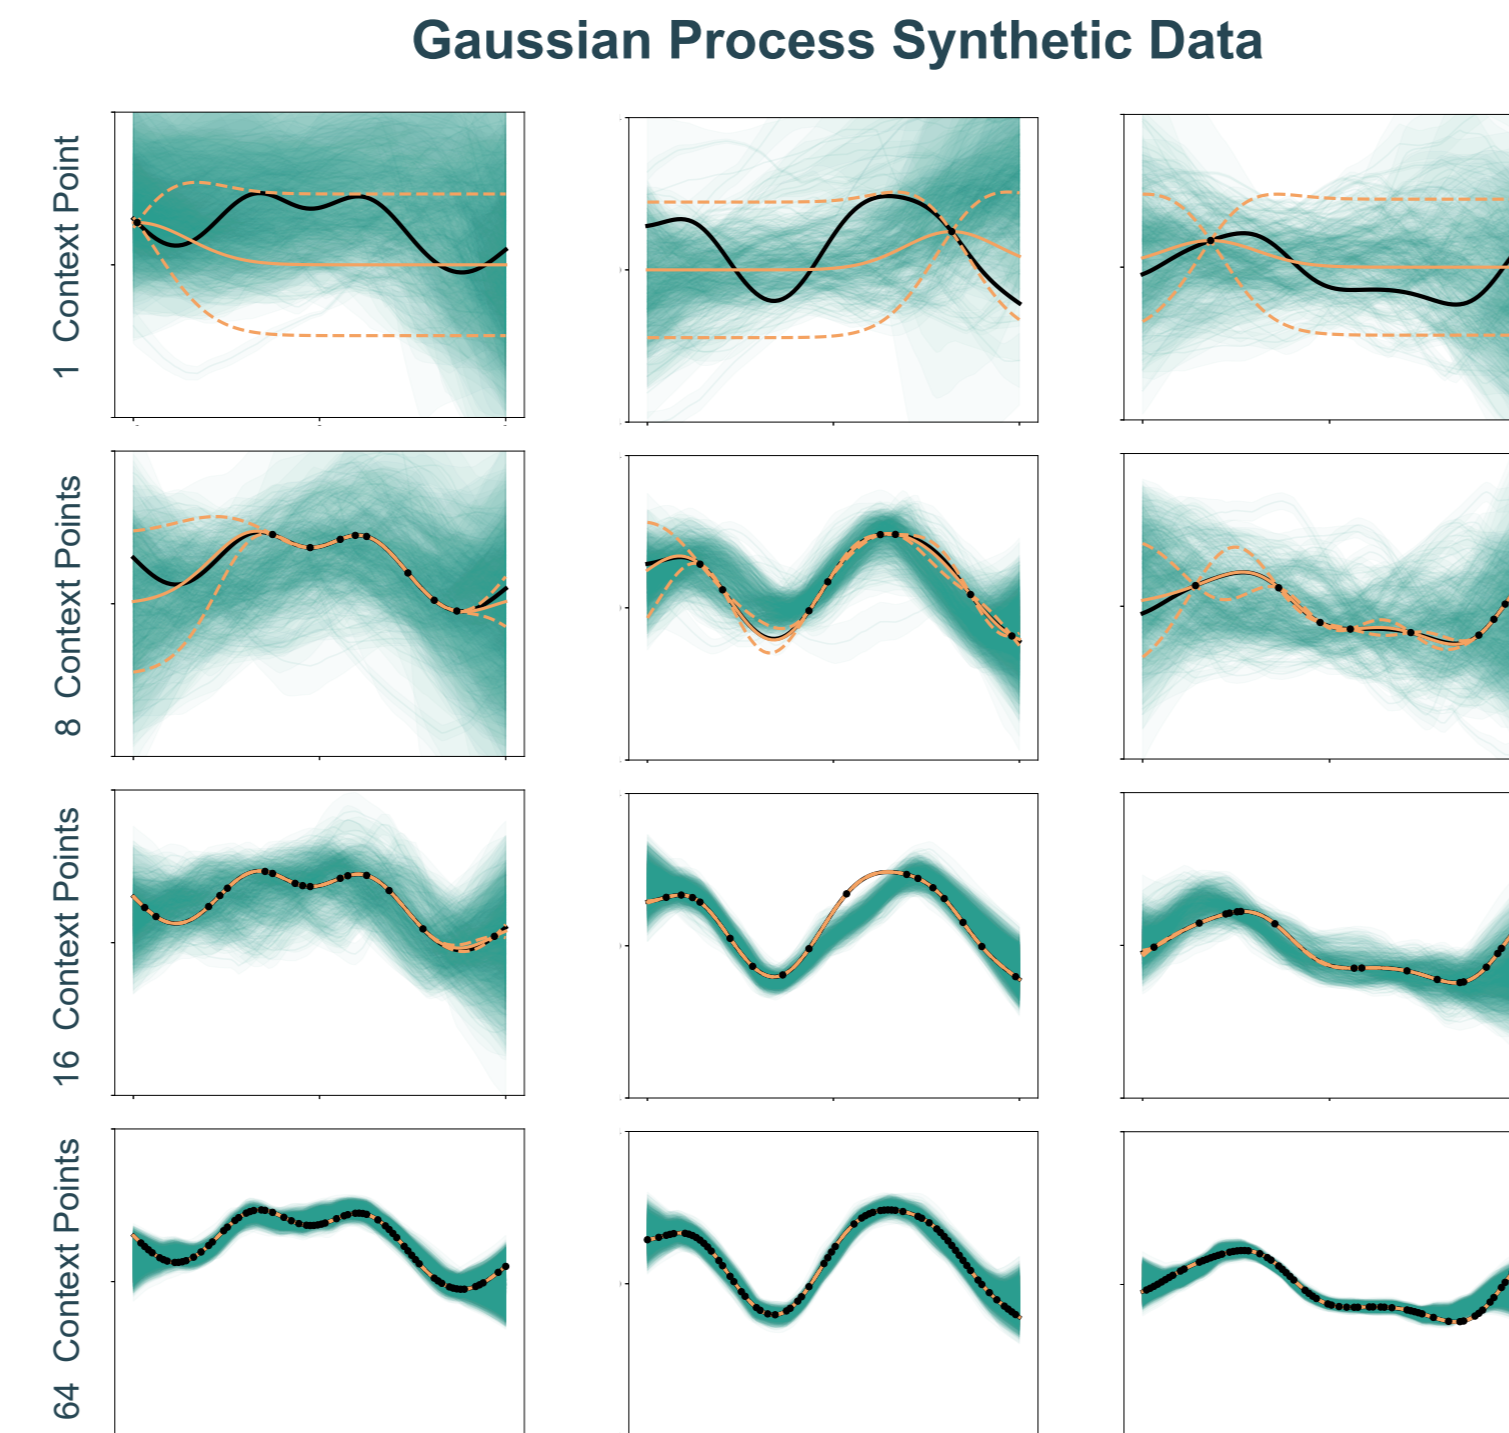 Gaussian Process Synthetic Data
1 Context Point
8 Context Points
16 Context Points
64 Context Points